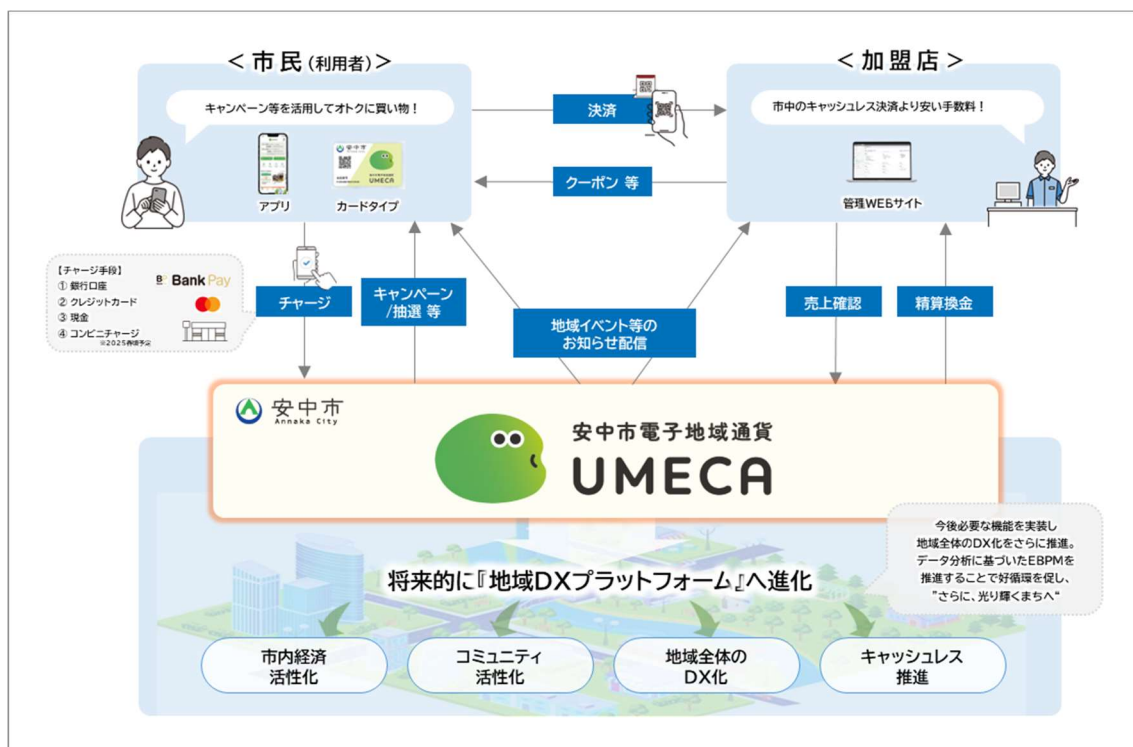 ＜市民（利用者）＞
キャンペーン等を活用してオトクに買い物！
安中市
UMECA
アプリ
カードタイプ
決済
クーポン 等
＜加盟店＞
市中のキャッシュレス決済より安い手数料！
管理WEBサイト
【チャージ手段】
① 銀行口座
② クレジットカード
③ 現金
④ コンビニチャージ
※2025春頃予定
Bank Pay
チャージ
キャンペーン
/抽選 等
地域イベント等の
お知らせ配信
売上確認
精算換金
安中市
Annaka City
安中市電子地域通貨
UMECA
今後必要な機能を実装し
地域全体のDX化をさらに推進。
データ分析に基づいたEBPMを
推進することで好循環を促し、
"さらに、光り輝くまちへ“
将来的に『地域DXプラットフォーム』へ進化
市内経済
活性化
コミュニティ
活性化
地域全体の
DX化
キャッシュレス
推進